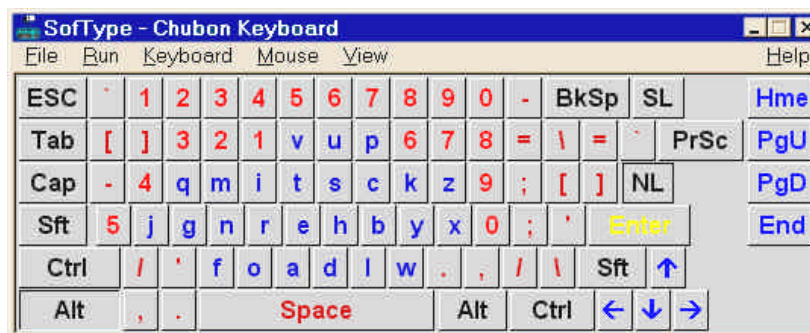 SofType - Chubon Keyboard
File Run Keyboard Mouse View Help
ESC ` 1 2 3 4 5 6 7 8 9 0 - BkSp SL Hme
Tab [ ] 3 2 1 v u p 6 7 8 = \ = ` PrSc PgU
Cap - 4 q m i t s c k z 9 ; [ ] NL PgD
Sft 5 j g n r e h b y x 0 ; ' Enter End
Ctrl / ' f o a d l w . , / \ Sft ↑
Alt , . Space Alt Ctrl ← ↓ →